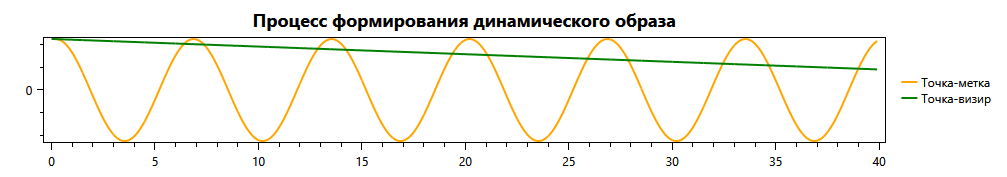 Процесс формирования динамического образа
0
Точка-метка
Точка-визир
0 5 10 15 20 25 30 35 40